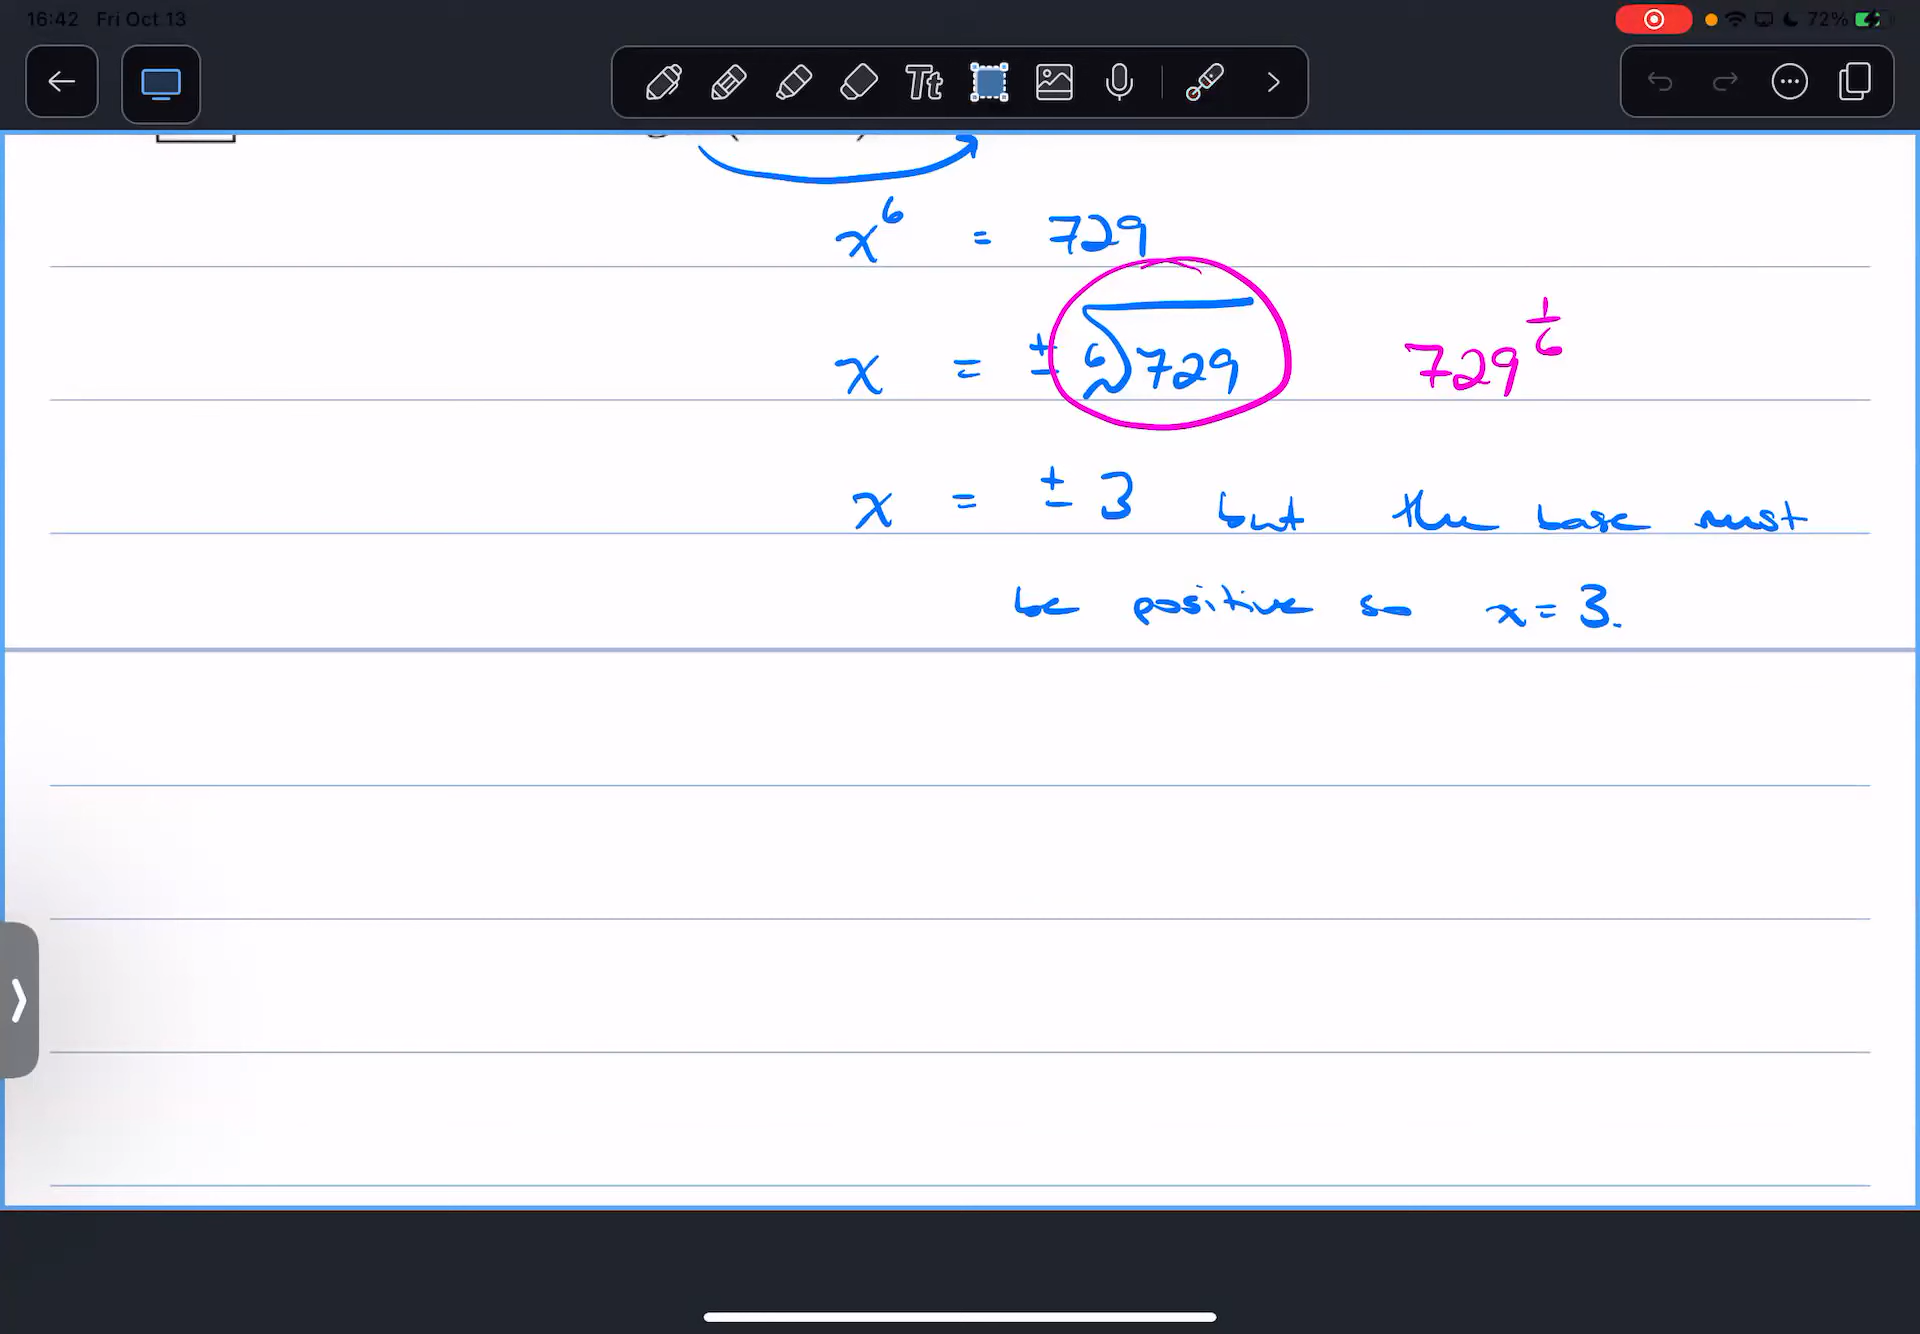 16:42 Fri Oct 13 72%
Tt
x⁶ = 729
x = ± ⁶√729 729^(1/6)
x = ± 3 but the base must
be positive so x = 3.